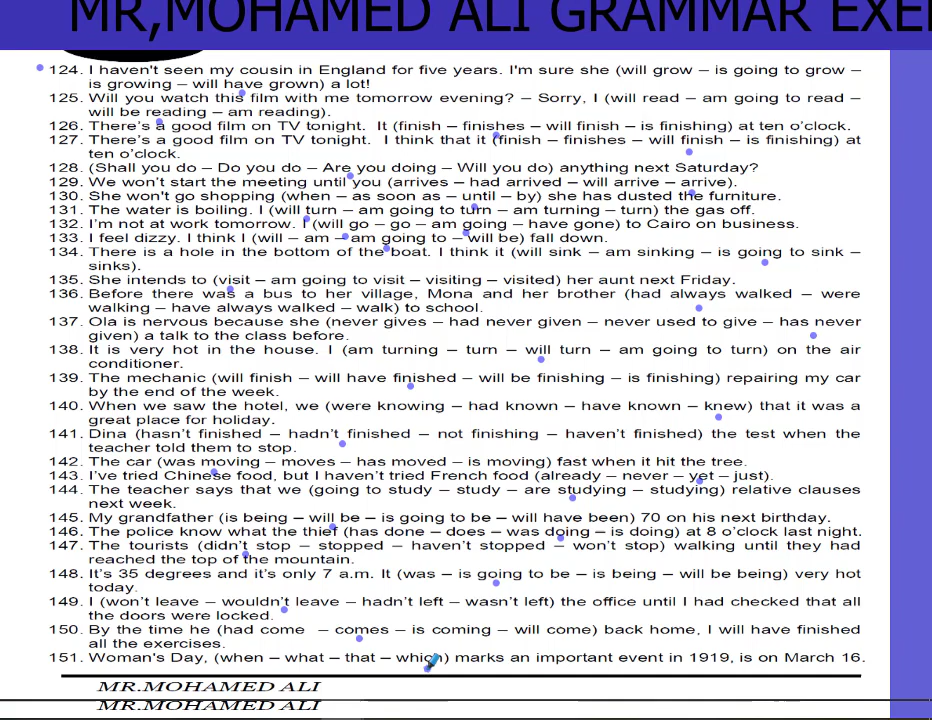 MR,MOHAMED ALI GRAMMAR EXE
124. I haven't seen my cousin in England for five years. I'm sure she (will grow – is going to grow –
is growing – will have grown) a lot!
125. Will you watch this film with me tomorrow evening? – Sorry, I (will read – am going to read –
will be reading – am reading).
126. There's a good film on TV tonight. It (finish – finishes – will finish – is finishing) at ten o'clock.
127. There's a good film on TV tonight. I think that it (finish – finishes – will finish – is finishing) at
ten o'clock.
128. (Shall you do – Do you do – Are you doing – Will you do) anything next Saturday?
129. We won't start the meeting until you (arrives – had arrived – will arrive – arrive).
130. She won't go shopping (when – as soon as – until – by) she has dusted the furniture.
131. The water is boiling. I (will turn – am going to turn – am turning – turn) the gas off.
132. I'm not at work tomorrow. I (will go – go – am going – have gone) to Cairo on business.
133. I feel dizzy. I think I (will – am – am going to – will be) fall down.
134. There is a hole in the bottom of the boat. I think it (will sink – am sinking – is going to sink –
sinks).
135. She intends to (visit – am going to visit – visiting – visited) her aunt next Friday.
136. Before there was a bus to her village, Mona and her brother (had always walked – were
walking – have always walked – walk) to school.
137. Ola is nervous because she (never gives – had never given – never used to give – has never
given) a talk to the class before.
138. It is very hot in the house. I (am turning – turn – will turn – am going to turn) on the air
conditioner.
139. The mechanic (will finish – will have finished – will be finishing – is finishing) repairing my car
by the end of the week.
140. When we saw the hotel, we (were knowing – had known – have known – knew) that it was a
great place for holiday.
141. Dina (hasn't finished – hadn't finished – not finishing – haven't finished) the test when the
teacher told them to stop.
142. The car (was moving – moves – has moved – is moving) fast when it hit the tree.
143. I've tried Chinese food, but I haven't tried French food (already – never – yet – just).
144. The teacher says that we (going to study – study – are studying – studying) relative clauses
next week.
145. My grandfather (is being – will be – is going to be – will have been) 70 on his next birthday.
146. The police know what the thief (has done – does – was doing – is doing) at 8 o'clock last night.
147. The tourists (didn't stop – stopped – haven't stopped – won't stop) walking until they had
reached the top of the mountain.
148. It's 35 degrees and it's only 7 a.m. It (was – is going to be – is being – will be being) very hot
today.
149. I (won't leave – wouldn't leave – hadn't left – wasn't left) the office until I had checked that all
the doors were locked.
150. By the time he (had come – comes – is coming – will come) back home, I will have finished
all the exercises.
151. Woman's Day, (when – what – that – which) marks an important event in 1919, is on March 16.
MR.MOHAMED ALI
MR.MOHAMED ALI